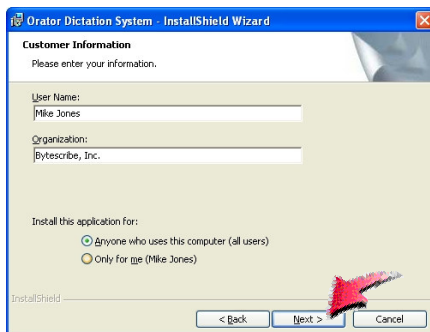 Orator Dictation System - InstallShield Wizard
Customer Information
Please enter your information.
User Name:
Mike Jones
Organization:
Bytescribe, Inc.
Install this application for:
Anyone who uses this computer (all users)
Only for me (Mike Jones)
InstallShield
< Back
Next >
Cancel